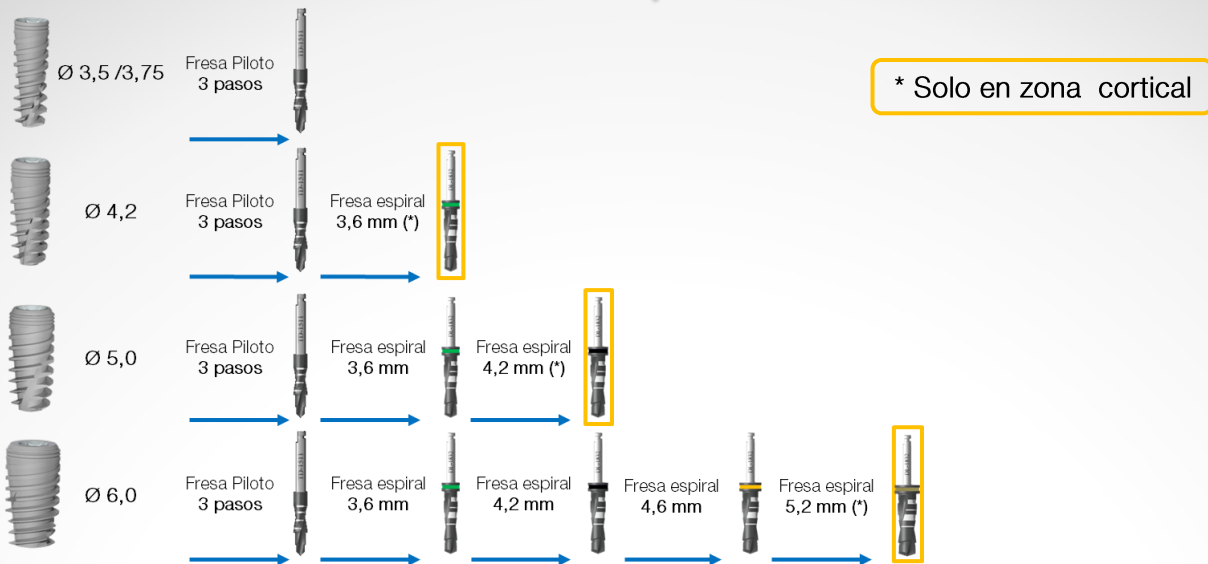 Ø 3,5 /3,75
Fresa Piloto
3 pasos
* Solo en zona cortical
Ø 4,2
Fresa Piloto
3 pasos
Fresa espiral
3,6 mm (*)
Ø 5,0
Fresa Piloto
3 pasos
Fresa espiral
3,6 mm
Fresa espiral
4,2 mm (*)
Ø 6,0
Fresa Piloto
3 pasos
Fresa espiral
3,6 mm
Fresa espiral
4,2 mm
Fresa espiral
4,6 mm
Fresa espiral
5,2 mm (*)